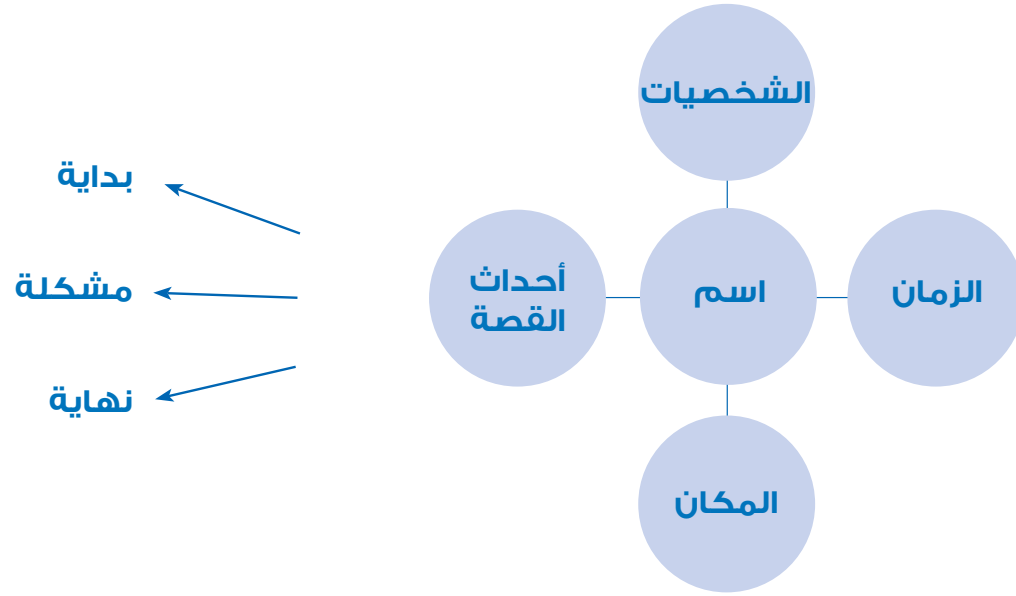 الشخصيات
الزمان
اسم
أحداث
القصة
المكان
بداية
مشكلة
نهاية